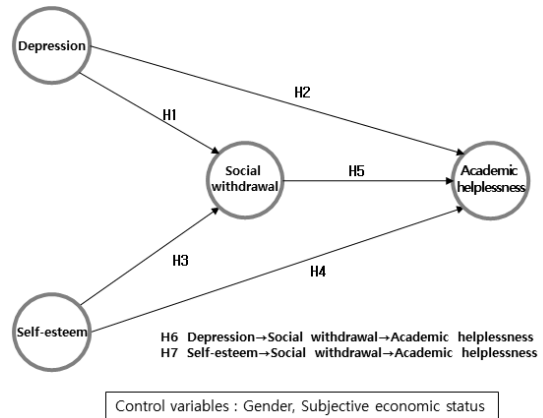 Depression
H2
H1
Social
withdrawal
H5
Academic
helplessness
H3
H4
Self-esteem
H6 Depression→Social withdrawal→Academic helplessness
H7 Self-esteem→Social withdrawal→Academic helplessness
Control variables : Gender, Subjective economic status